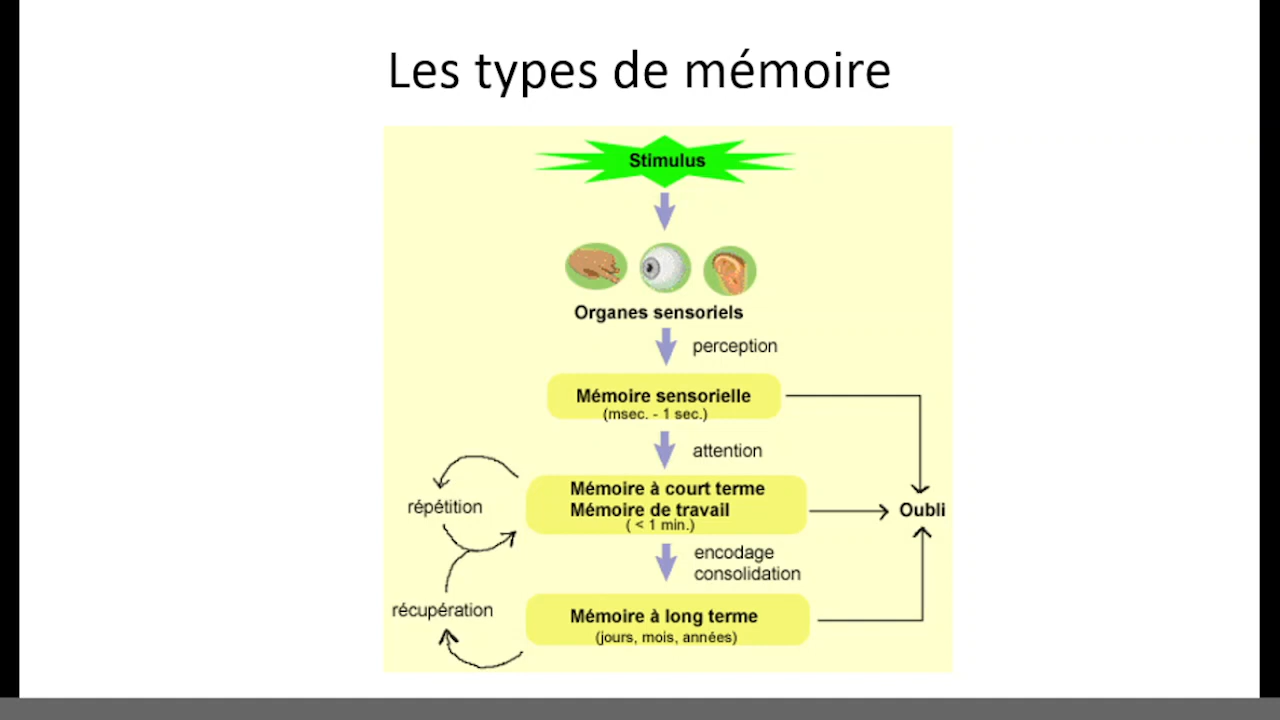 Les types de mémoire
Stimulus
Organes sensoriels
perception
Mémoire sensorielle
(msec. - 1 sec.)
attention
Mémoire à court terme
Mémoire de travail
( < 1 min.)
répétition
Oubli
encodage
consolidation
récupération
Mémoire à long terme
(jours, mois, années)